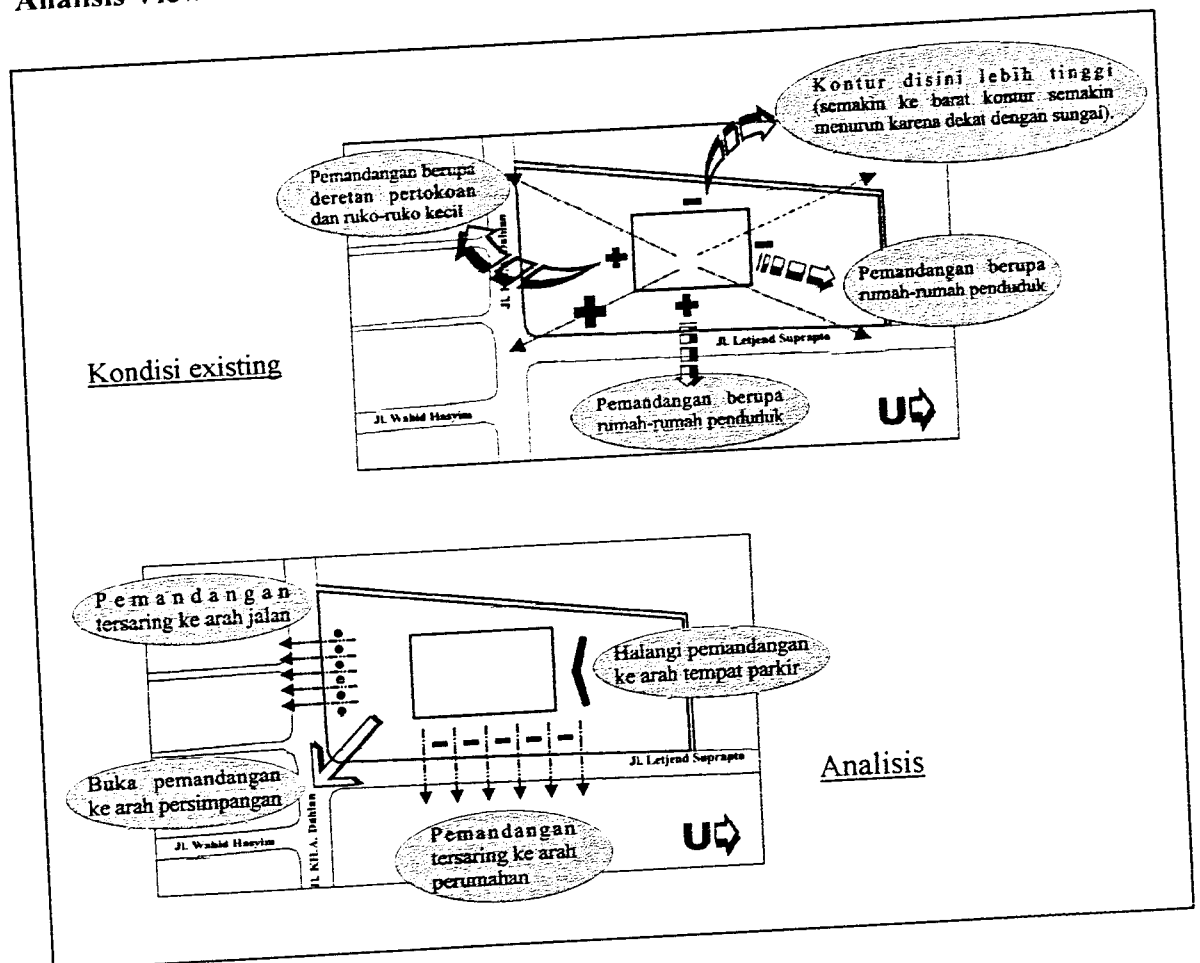 Analisis View
Kontur disini lebih tinggi
(semakin ke barat kontur semakin
menurun karena dekat dengan sungai).
Pemandangan berupa
deretan pertokoan
dan ruko-ruko kecil
Pemandangan berupa
rumah-rumah penduduk
Jl. Letjend Suprapto
Kondisi existing
Pemandangan berupa
rumah-rumah penduduk
Jl. Wahid Hasyim
U
Pemandangan
tersaring ke arah jalan
Halangi pemandangan
ke arah tempat parkir
Jl. Letjend Suprapto
Analisis
Buka pemandangan
ke arah persimpangan
Jl. Wahid Hasyim
Jl. KH.A. Dahlan
Pemandangan
tersaring ke arah
perumahan
U